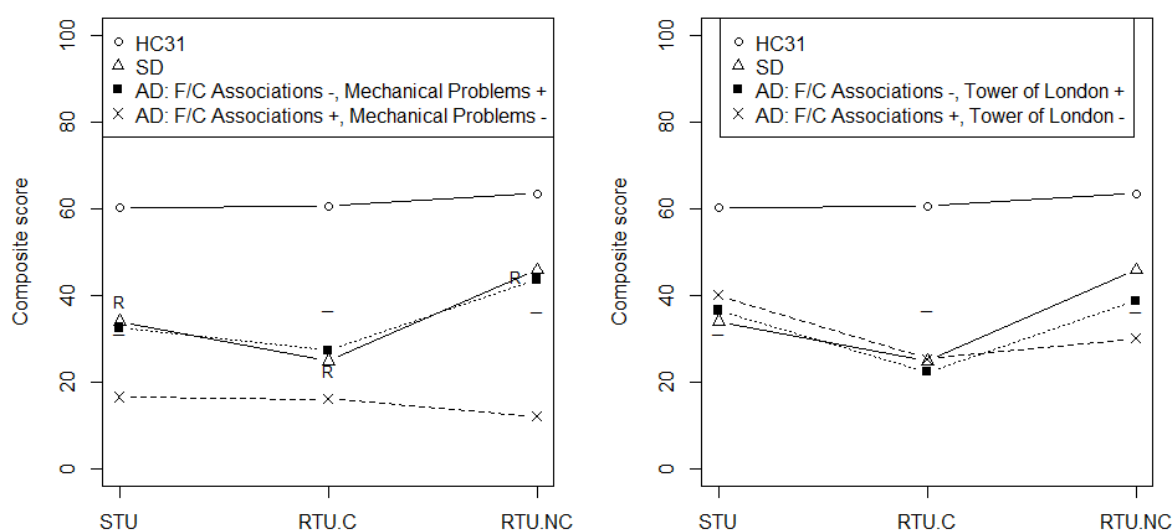 100
80
60
40
20
0
Composite score
HC31
SD
AD: F/C Associations -, Mechanical Problems +
AD: F/C Associations +, Mechanical Problems -
R
R
R
STU
RTU.C
RTU.NC
100
80
60
40
20
0
Composite score
HC31
SD
AD: F/C Associations -, Tower of London +
AD: F/C Associations +, Tower of London -
STU
RTU.C
RTU.NC